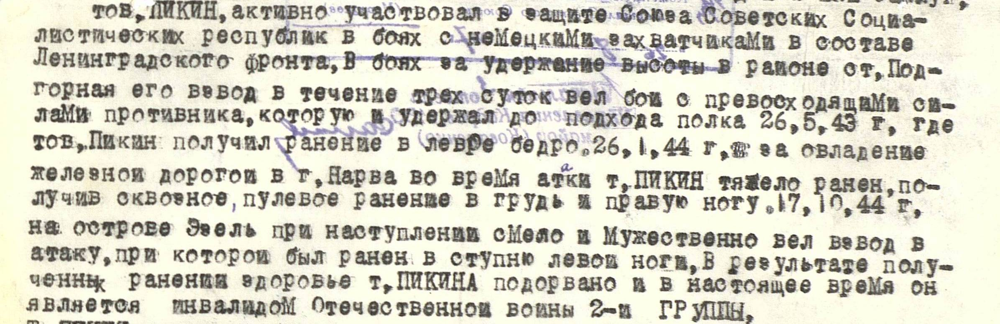 тов,ПИКИН,активно участвовал в защите Союза Советских Социа-
листических республик в боях с неМецкиМи захватчикаМи в составе
Ленинградского фронта,В боях за удержание высоты в раионе ст,Под-
горная его взвод в течение трех суток вел бои с превосходящиМи си-
лаМи противника,которую и удержал до подхода полка 26,5,43 г, где
тов,Пикин получил ранение в левое бедро.26,1,44 г, за овладение
железнои дорогои в г,Нарва во вреМя атаки т,ПИКИН тяжело ранен,по-
лучив сквозное,пулевое ранение в грудь и правую ногу.17,10,44 г,
на острове Эзель при наступлении сМело и Мужественно вел взвод в
атаку,при которои был ранен в ступню левои ноги,В результате полу-
ченных ранении здоровье т,ПИКИНА подорвано и в настоящее вреМя он
является инвалидоМ Отечественнои воины 2-и ГРУППЫ,